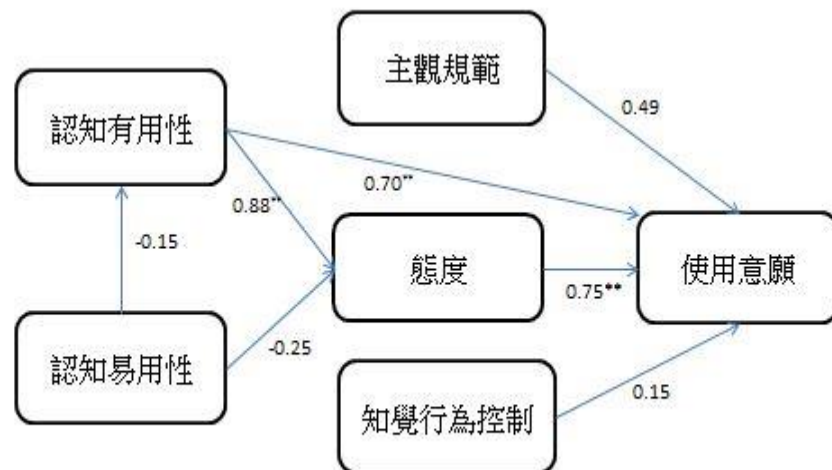 主觀規範
認知有用性
0.49
0.70**
0.88**
-0.15
態度
使用意願
0.75**
認知易用性
-0.25
知覺行為控制
0.15